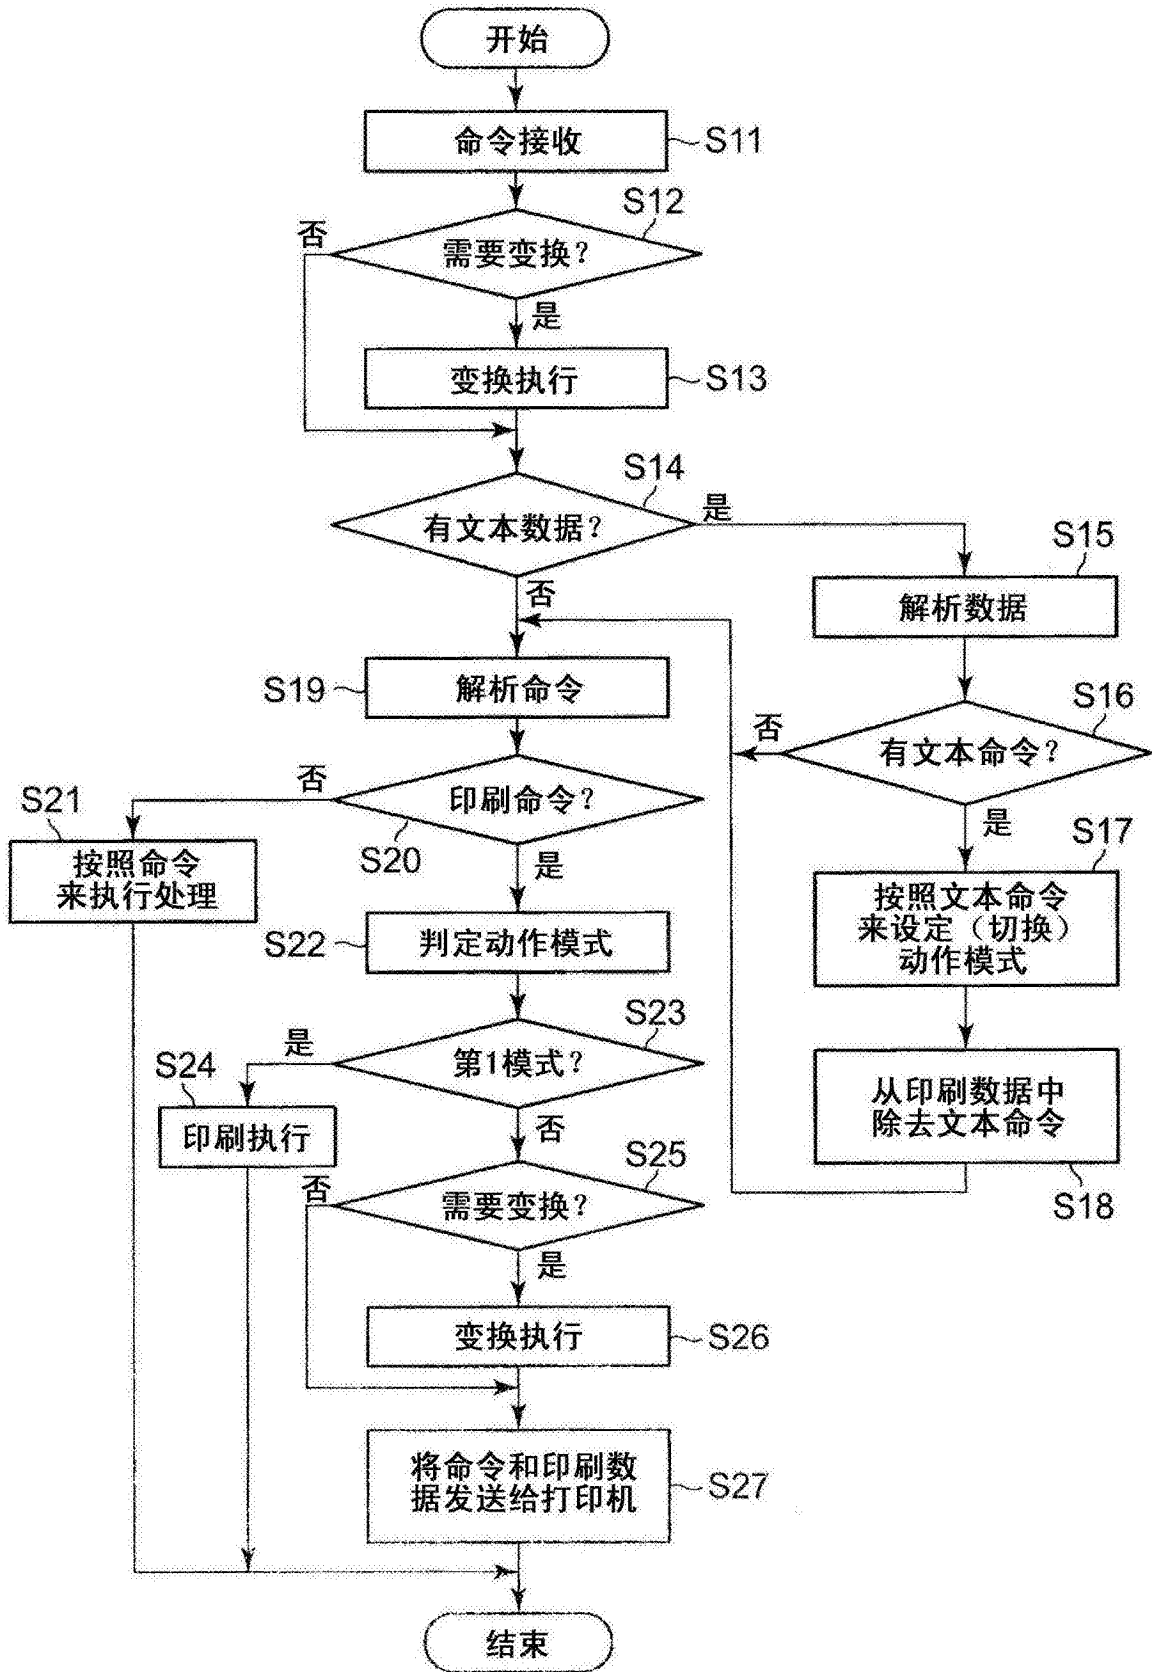 开始
命令接收
S11
S12
否
需要变换?
是
变换执行
S13
S14
有文本数据?
是
S15
否
解析数据
S19
解析命令
S16
否
有文本命令?
S21
否
印刷命令?
是
S17
S20
按照命令
来执行处理
是
按照文本命令
来设定(切换)
动作模式
S22
判定动作模式
S23
是
第1模式?
S24
印刷执行
否
从印刷数据中
除去文本命令
S25
否
需要变换?
S18
是
变换执行
S26
将命令和印刷数
据发送给打印机
S27
结束